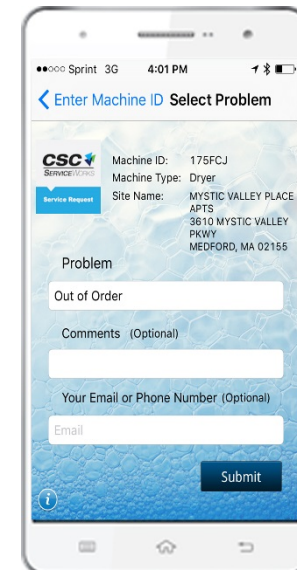 Sprint 3G 4:01 PM
Enter Machine ID Select Problem
CSC
SERVICEWORKS
Service Request
Machine ID: 175FCJ
Machine Type: Dryer
Site Name: MYSTIC VALLEY PLACE
APTS
3610 MYSTIC VALLEY
PKWY
MEDFORD, MA 02155
Problem
Out of Order
Comments (Optional)
Your Email or Phone Number (Optional)
Email
Submit
i